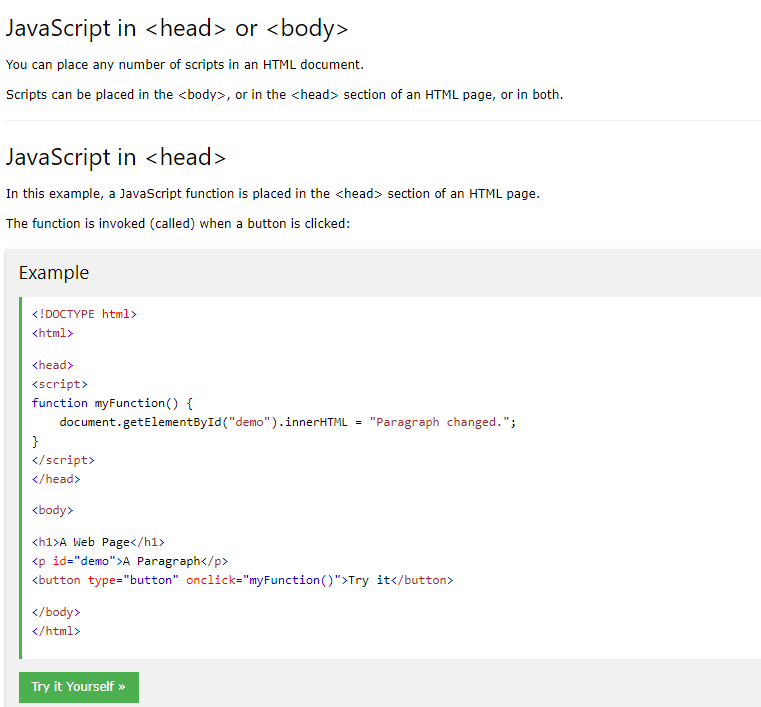 JavaScript in <head> or <body>
You can place any number of scripts in an HTML document.
Scripts can be placed in the <body>, or in the <head> section of an HTML page, or in both.
JavaScript in <head>
In this example, a JavaScript function is placed in the <head> section of an HTML page.
The function is invoked (called) when a button is clicked:
Example
<!DOCTYPE html>
<html>
<head>
<script>
function myFunction() {
    document.getElementById("demo").innerHTML = "Paragraph changed.";
}
</script>
</head>
<body>
<h1>A Web Page</h1>
<p id="demo">A Paragraph</p>
<button type="button" onclick="myFunction()">Try it</button>
</body>
</html>
Try it Yourself »